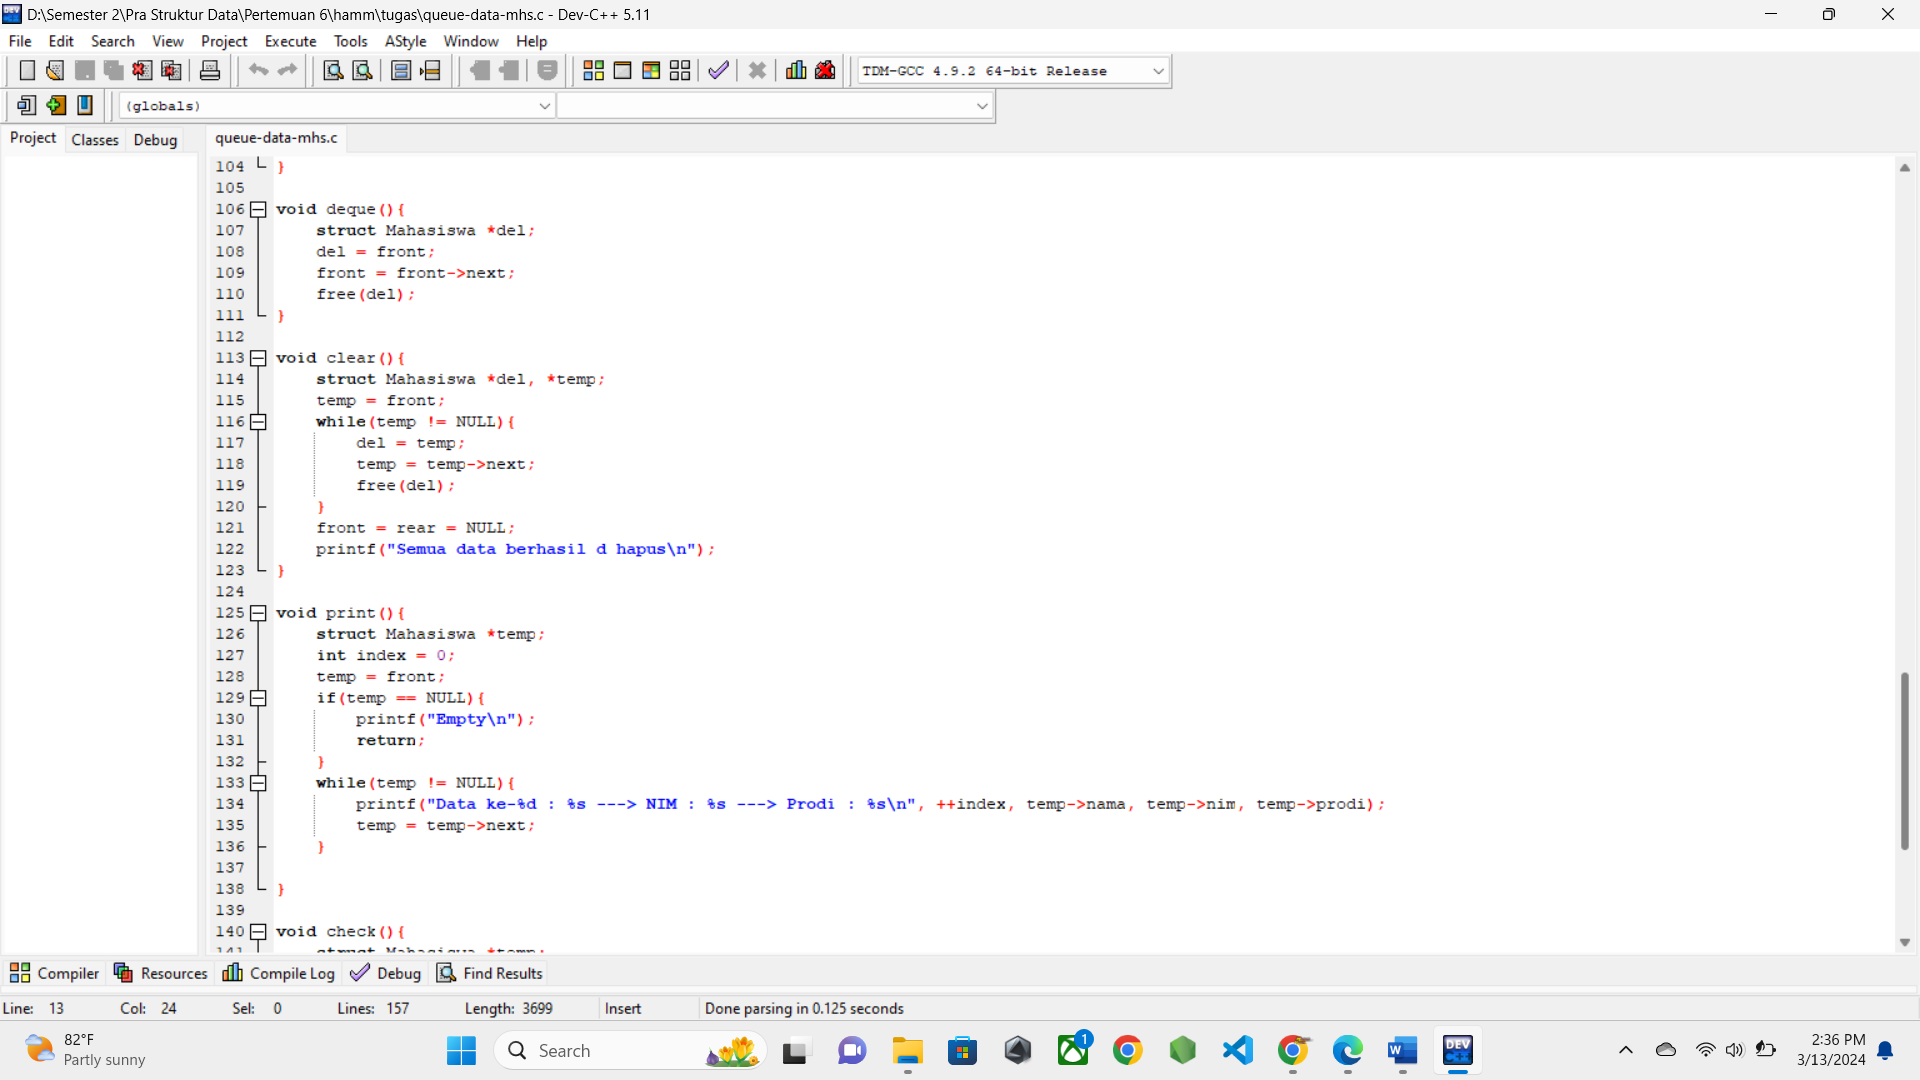 D:\Semester 2\Pra Struktur Data\Pertemuan 6\hamm\tugas\queue-data-mhs.c - Dev-C++ 5.11
File Edit Search View Project Execute Tools AStyle Window Help
TDM-GCC 4.9.2 64-bit Release
(globals)
Project Classes Debug queue-data-mhs.c
104 }
105
106 void deque(){
107 struct Mahasiswa *del;
108 del = front;
109 front = front->next;
110 free(del);
111 }
112
113 void clear(){
114 struct Mahasiswa *del, *temp;
115 temp = front;
116 while(temp != NULL){
117 del = temp;
118 temp = temp->next;
119 free(del);
120 }
121 front = rear = NULL;
122 printf("Semua data berhasil d hapus\n");
123 }
124
125 void print(){
126 struct Mahasiswa *temp;
127 int index = 0;
128 temp = front;
129 if(temp == NULL){
130 printf("Empty\n");
131 return;
132 }
133 while(temp != NULL){
134 printf("Data ke-%d : %s ---> NIM : %s ---> Prodi : %s\n", ++index, temp->nama, temp->nim, temp->prodi);
135 temp = temp->next;
136 }
137
138 }
139
140 void check(){
141 struct Mahasiswa *temp;
Compiler Resources Compile Log Debug Find Results
Line: 13 Col: 24 Sel: 0 Lines: 157 Length: 3699 Insert Done parsing in 0.125 seconds
82°F
Partly sunny
Search
1
DEV
C++
2:36 PM
3/13/2024